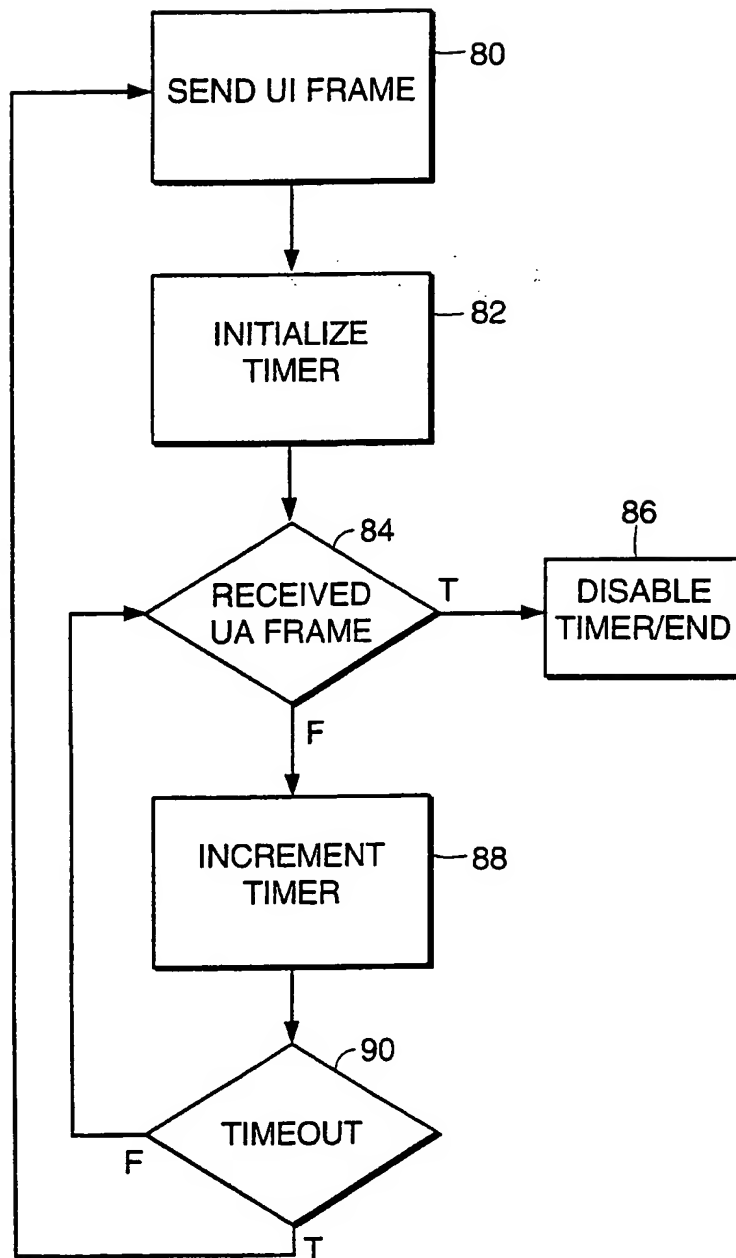 80
SEND UI FRAME
82
INITIALIZE
TIMER
84
RECEIVED
UA FRAME
T
F
86
DISABLE
TIMER/END
88
INCREMENT
TIMER
90
TIMEOUT
F
T